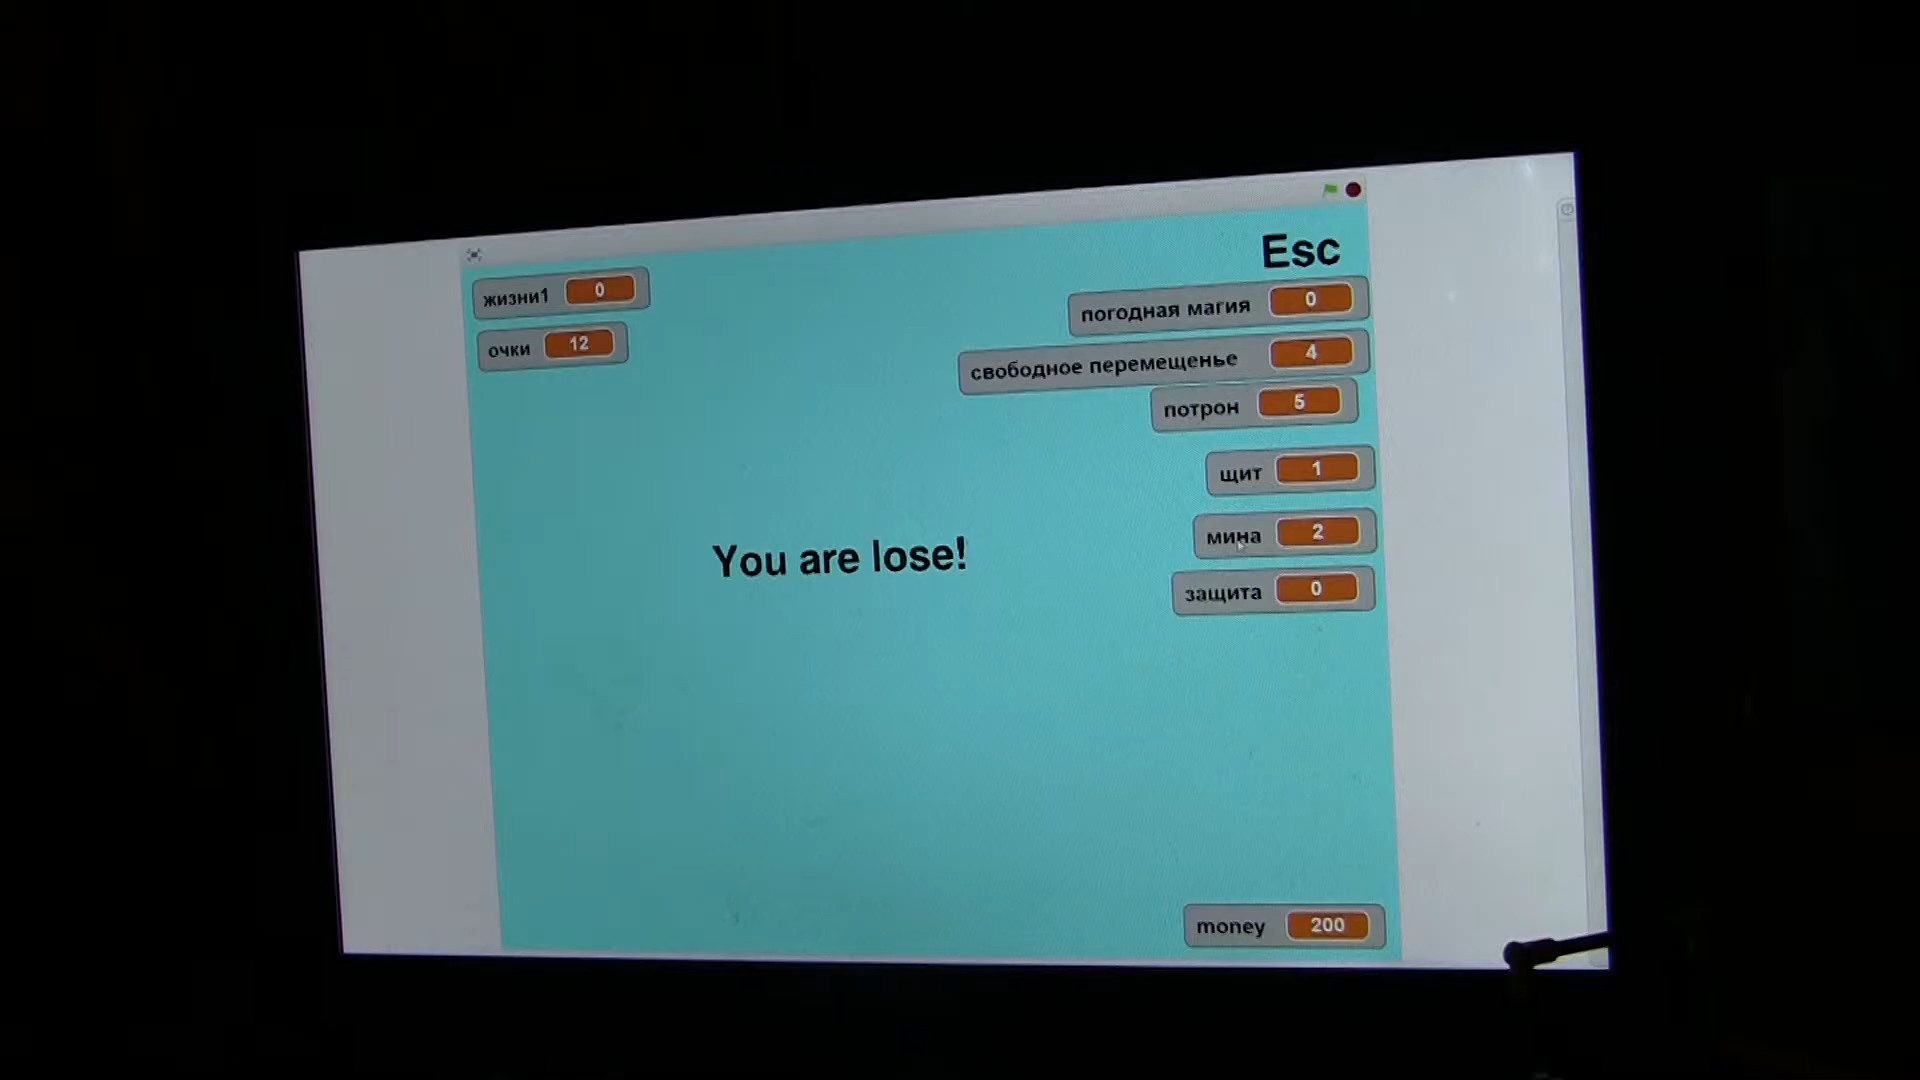 Esc
жизни1 0
погодная магия 0
очки 12
свободное перемещенье 4
потрон 5
щит 1
мина 2
You are lose!
защита 0
money 200